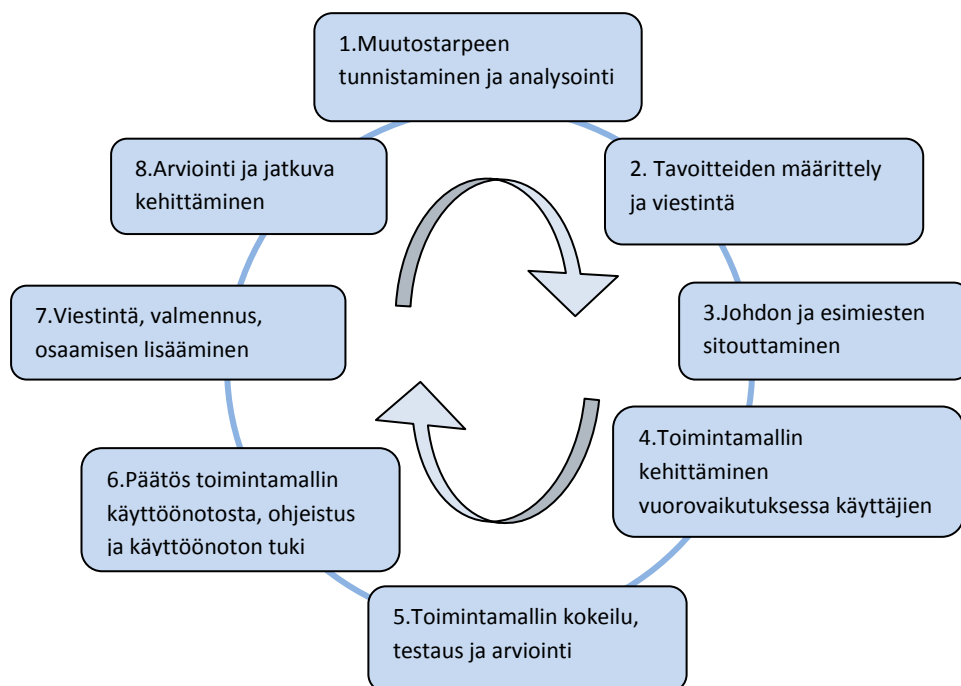 1.Muutostarpeen
tunnistaminen ja analysointi
2. Tavoitteiden määrittely
ja viestintä
3.Johdon ja esimiesten
sitouttaminen
4.Toimintamallin
kehittäminen
vuorovaikutuksessa käyttäjien
5.Toimintamallin kokeilu,
testaus ja arviointi
6.Päätös toimintamallin
käyttöönotosta, ohjeistus
ja käyttöönoton tuki
7.Viestintä, valmennus,
osaamisen lisääminen
8.Arviointi ja jatkuva
kehittäminen